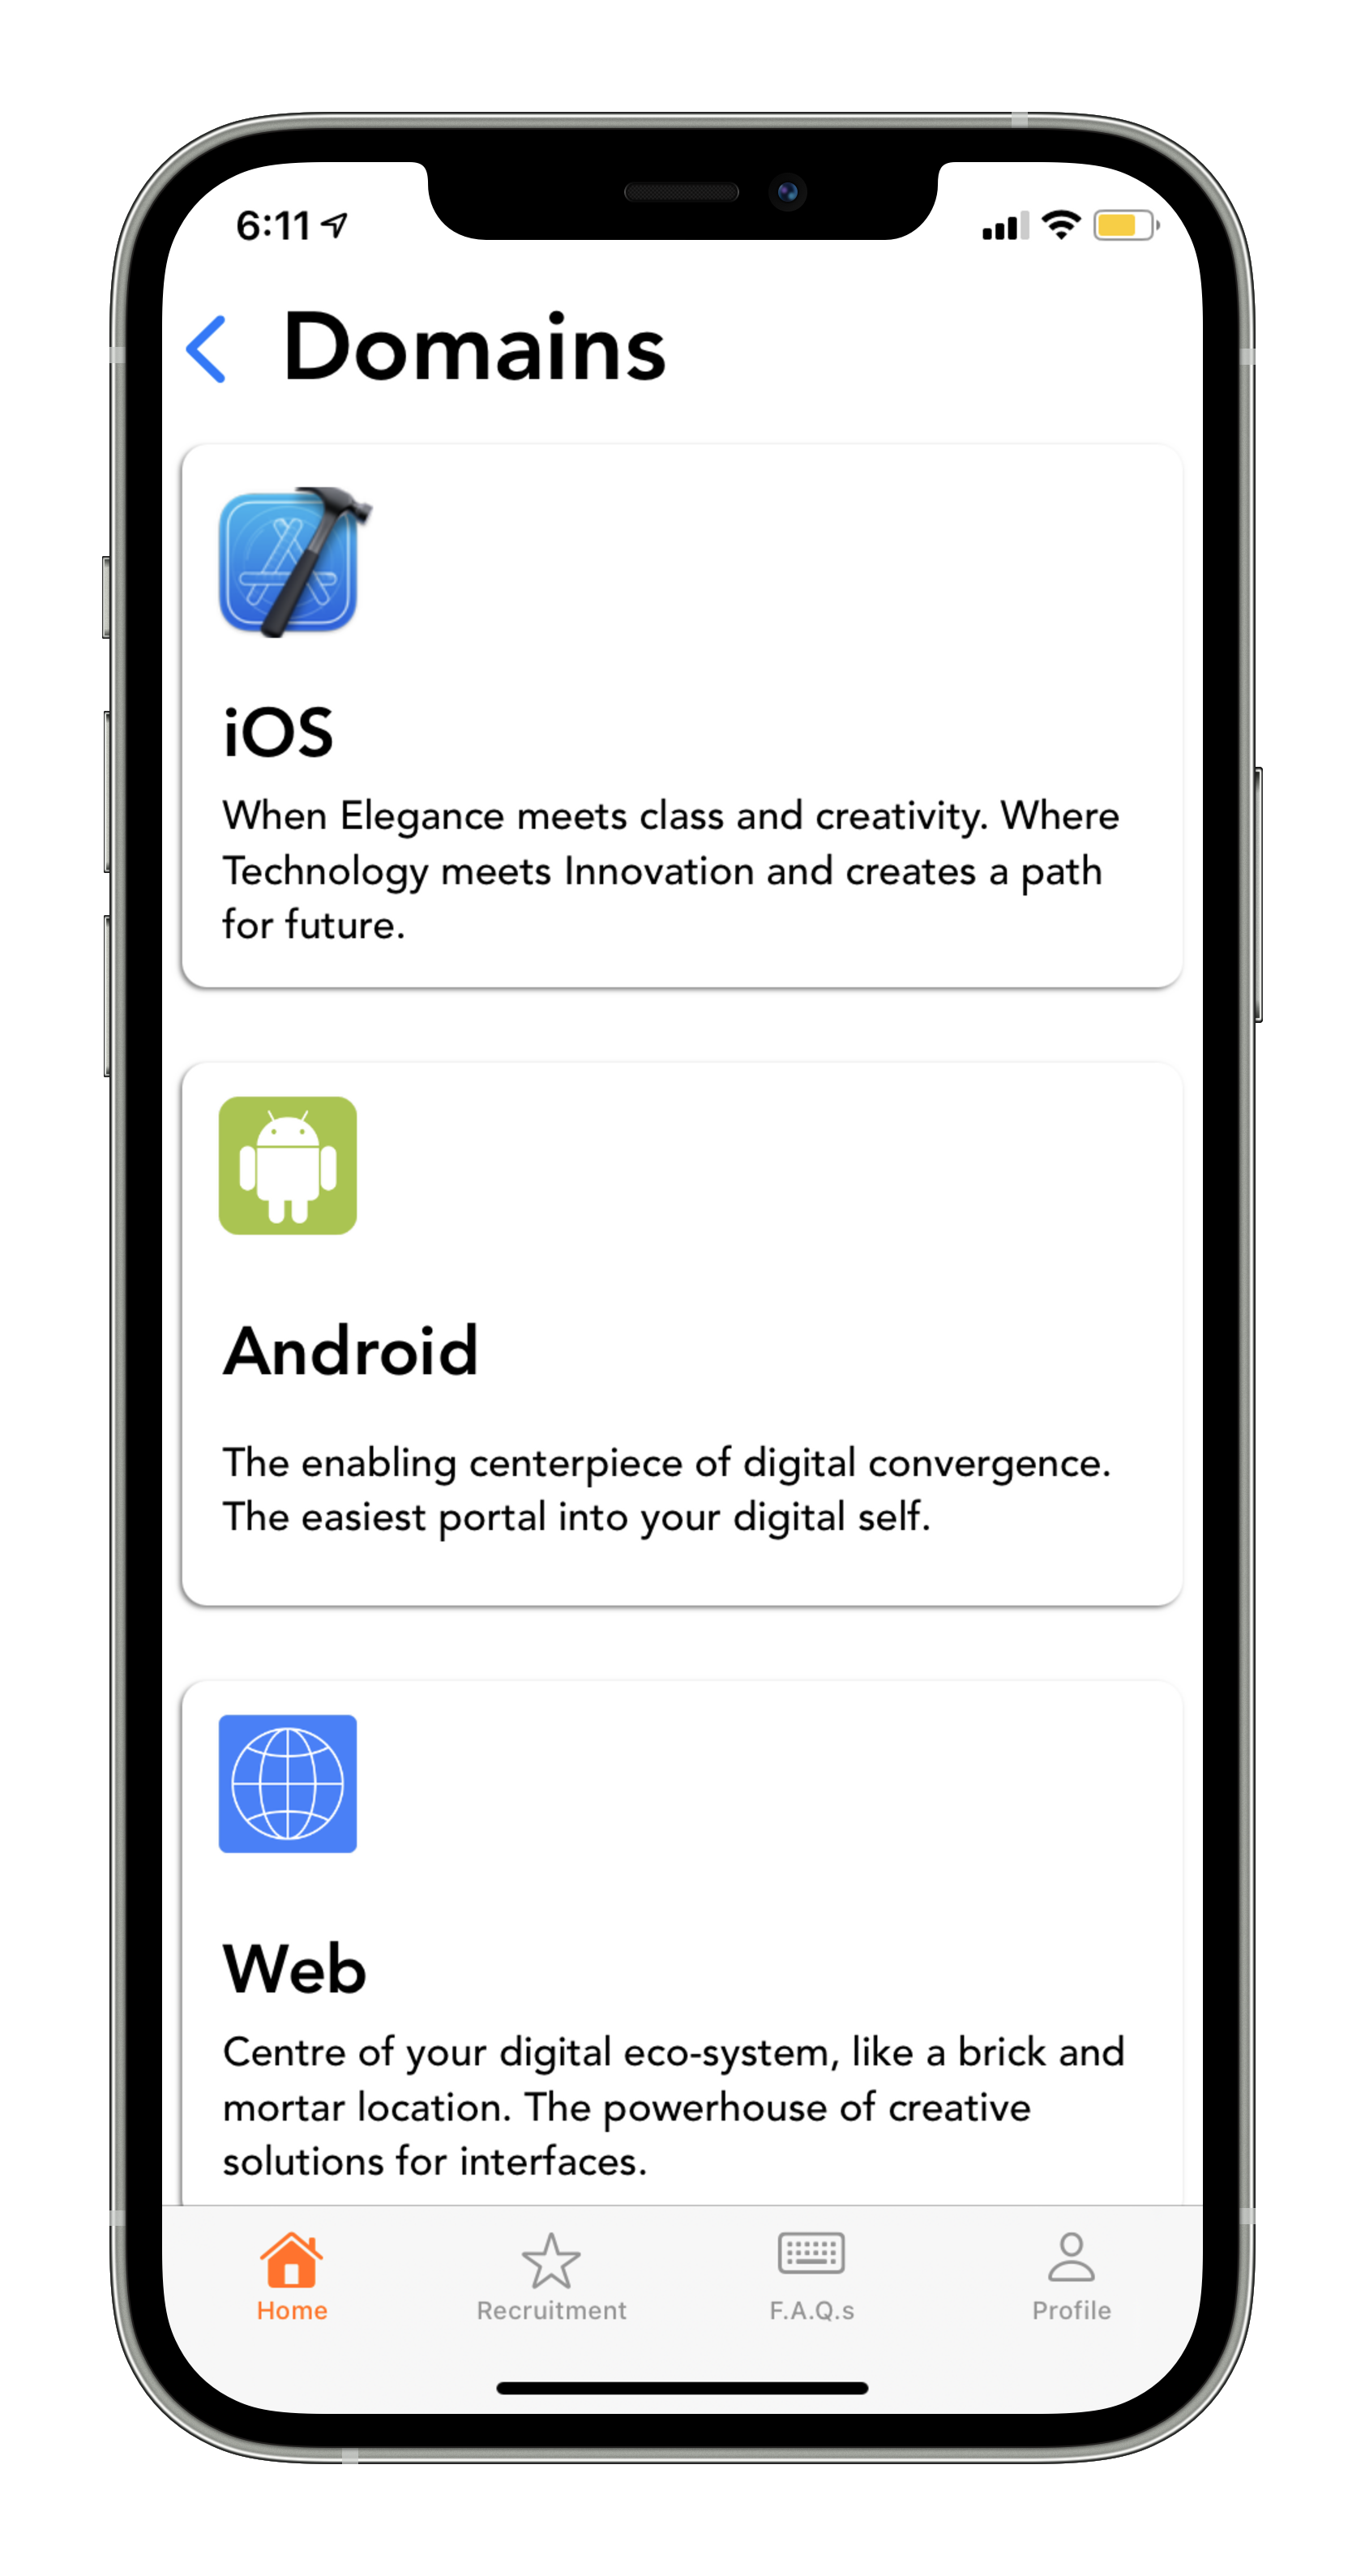 6:11
Domains
iOS
When Elegance meets class and creativity. Where
Technology meets Innovation and creates a path
for future.
Android
The enabling centerpiece of digital convergence.
The easiest portal into your digital self.
Web
Centre of your digital eco-system, like a brick and
mortar location. The powerhouse of creative
solutions for interfaces.
Home
Recruitment
F.A.Q.s
Profile